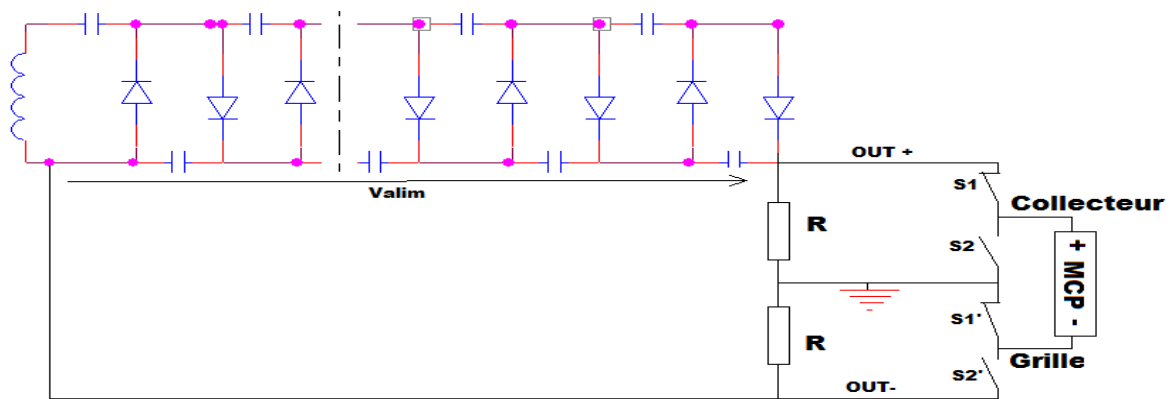 OUT +
Valim
S1
Collecteur
R
S2
+ MCP -
S1'
R
Grille
S2'
OUT-